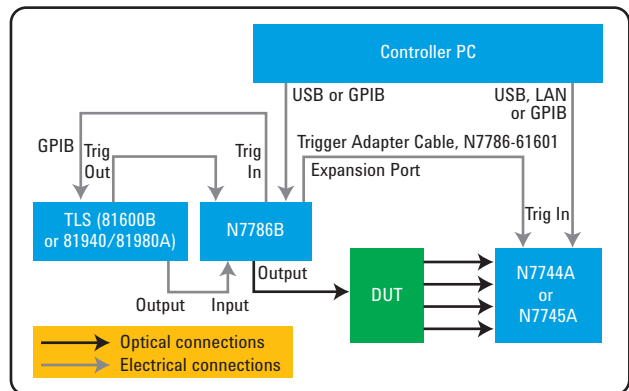 Controller PC
USB or GPIB
USB, LAN
or GPIB
GPIB
Trig
Out
Trig
In
Trigger Adapter Cable, N7786-61601
Expansion Port
TLS (81600B
or 81940/81980A)
N7786B
Trig In
Output
Input
Output
DUT
N7744A
or
N7745A
Optical connections
Electrical connections